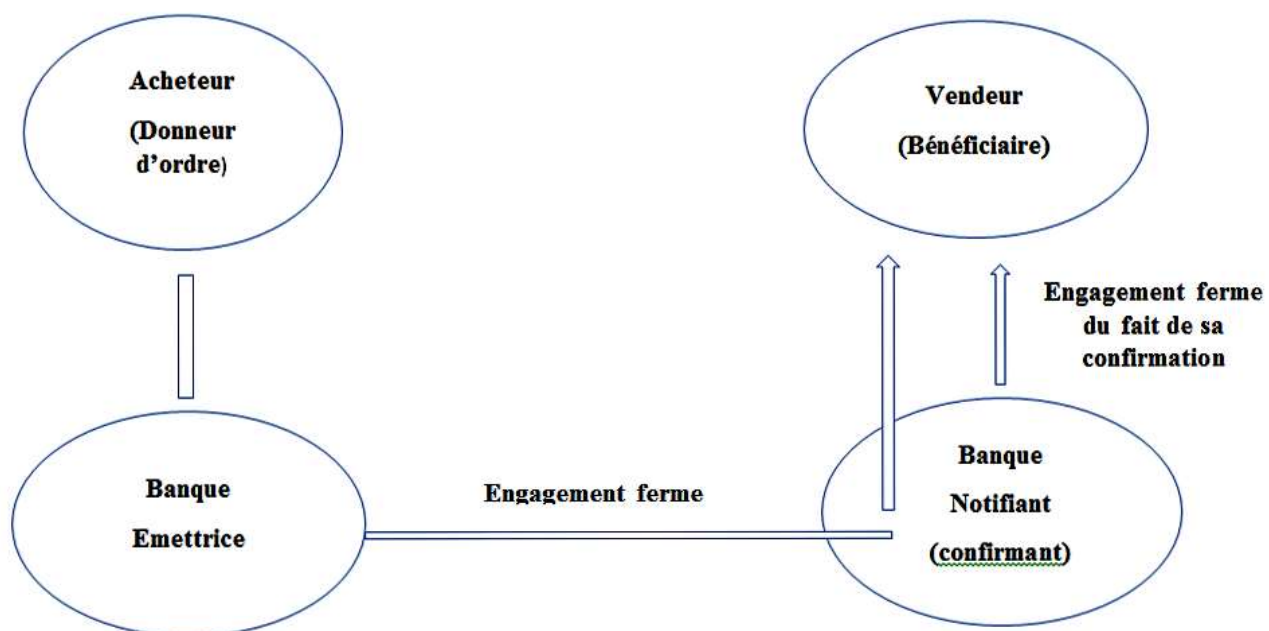 Acheteur
(Donneur
d’ordre)
Vendeur
(Bénéficiaire)
Engagement ferme
du fait de sa
confirmation
Banque
Emettrice
Engagement ferme
Banque
Notifiant
(confirmant)